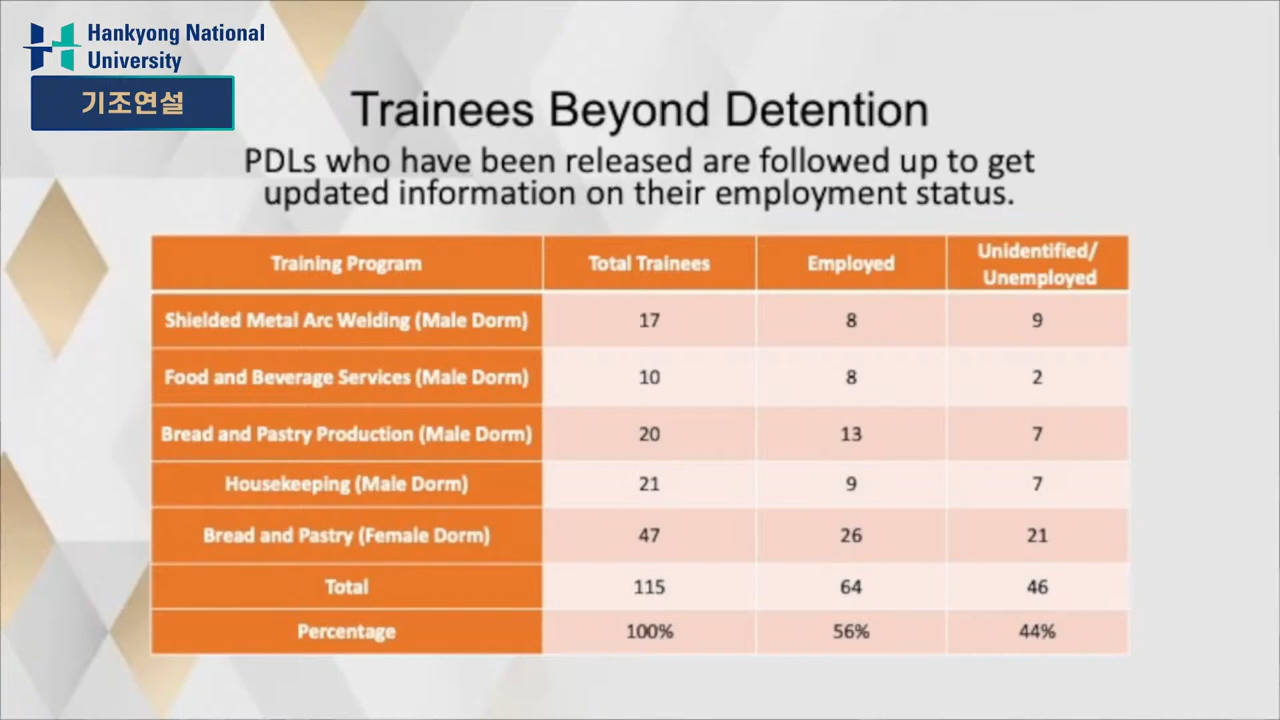 Hankyong National
University
기조연설
Trainees Beyond Detention
PDLs who have been released are followed up to get
updated information on their employment status.
Training Program Total Trainees Employed Unidentified/
Unemployed
Shielded Metal Arc Welding (Male Dorm) 17 8 9
Food and Beverage Services (Male Dorm) 10 8 2
Bread and Pastry Production (Male Dorm) 20 13 7
Housekeeping (Male Dorm) 21 9 7
Bread and Pastry (Female Dorm) 47 26 21
Total 115 64 46
Percentage 100% 56% 44%